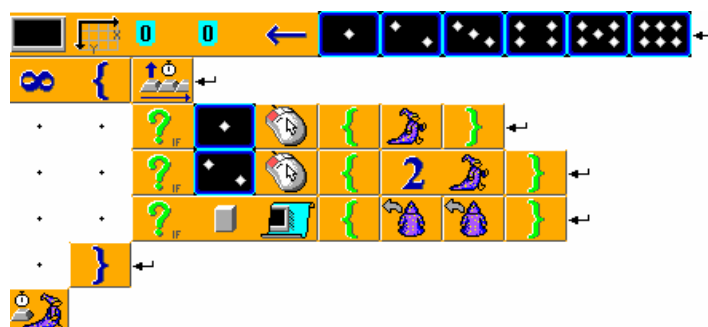 Y X 0 0
∞ {
? IF { }
? IF { 2 }
? IF { }
}